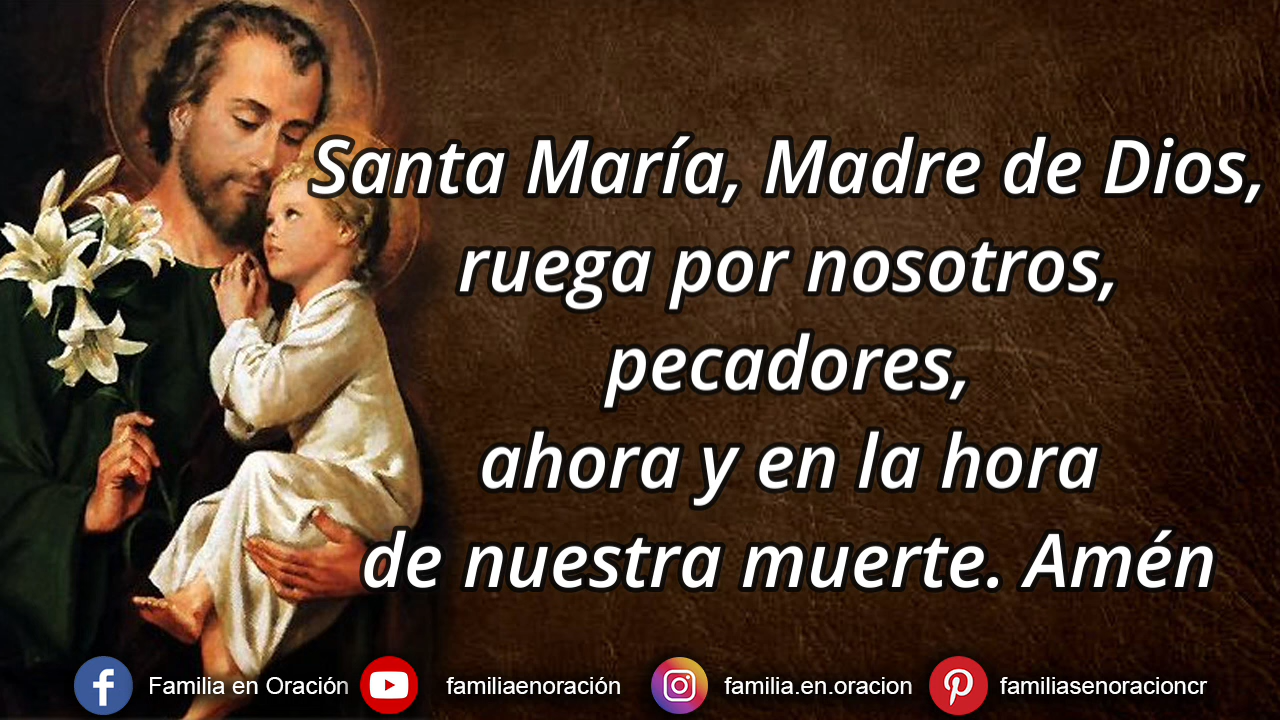 Santa María, Madre de Dios,
ruega por nosotros,
pecadores,
ahora y en la hora
de nuestra muerte. Amén
Familia en Oración familiaenoración familia.en.oracion familiasenoracioncr